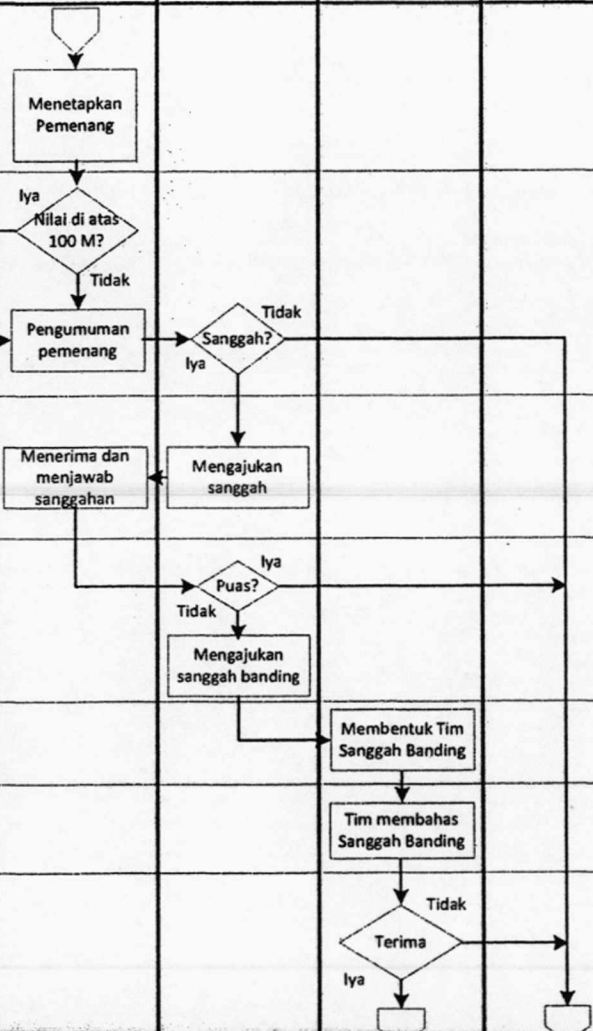 Menetapkan
Pemenang
Iya
Nilai di atas
100 M?
Tidak
Pengumuman
pemenang
Sanggah?
Tidak
Iya
Menerima dan
menjawab
sanggahan
Mengajukan
sanggah
Iya
Puas?
Tidak
Mengajukan
sanggah banding
Membentuk Tim
Sanggah Banding
Tim membahas
Sanggah Banding
Tidak
Terima
Iya